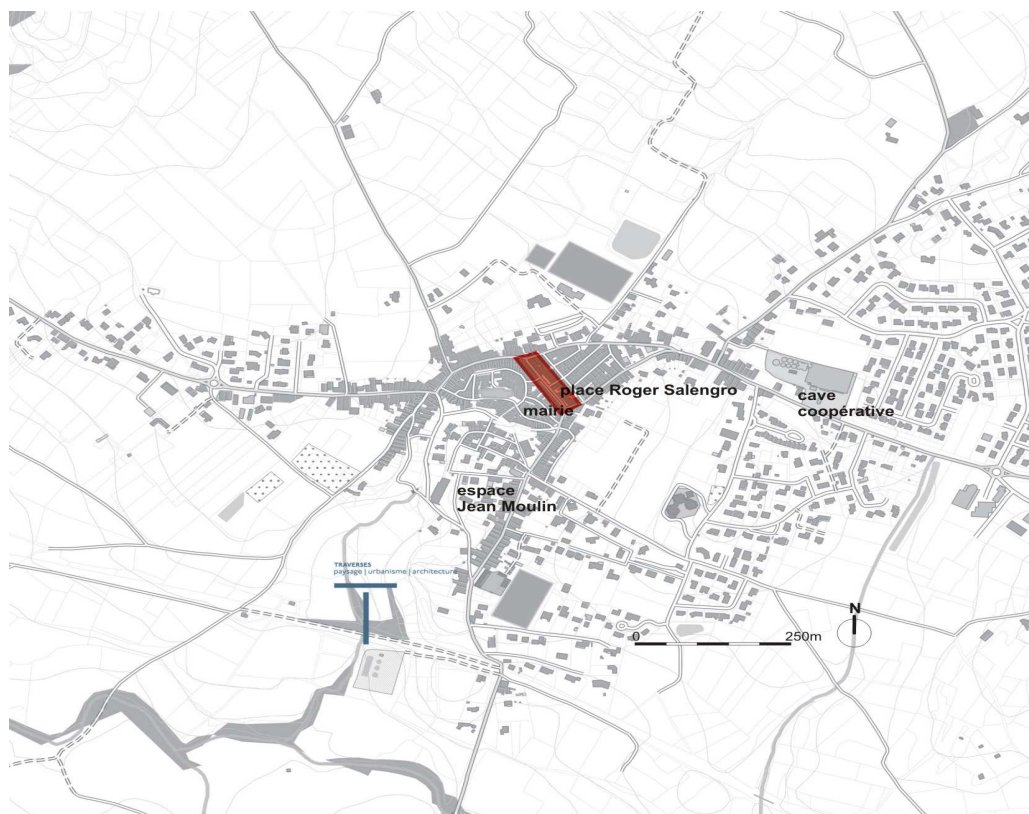 place Roger Salengro
mairie
cave
coopérative
espace
Jean Moulin
TRAVERSES
paysage | urbanisme | architecture
N
0
250m